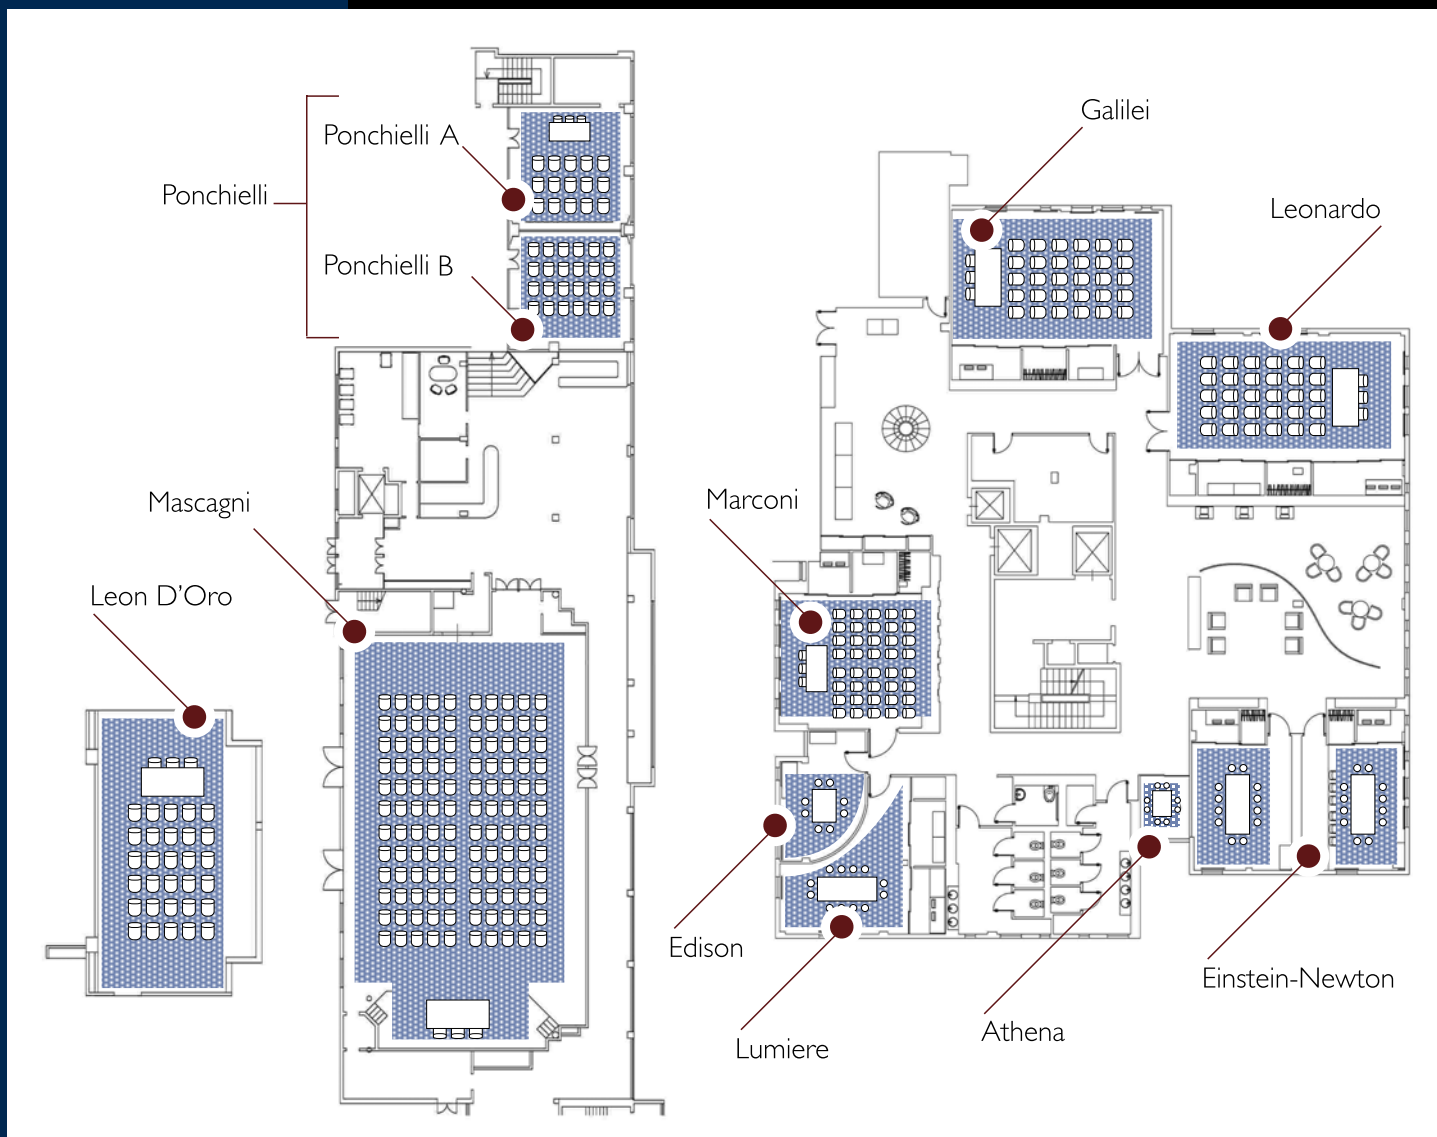 Galilei
Ponchielli A
Ponchielli
Leonardo
Ponchielli B
Mascagni
Marconi
Leon D'Oro
Edison
Einstein-Newton
Athena
Lumiere